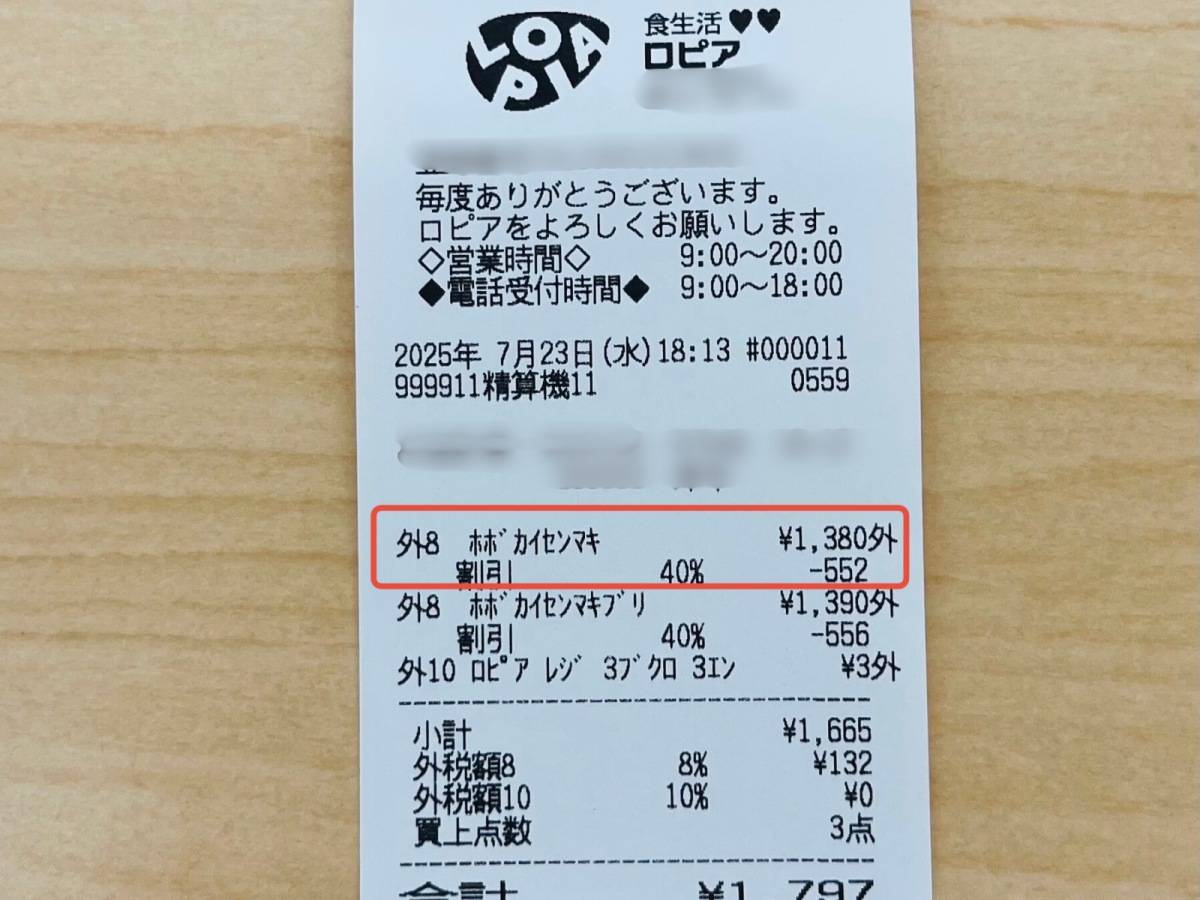 LOPIA
食生活♥♥
ロピア
毎度ありがとうございます。
ロピアをよろしくお願いします。
◇営業時間◇ 9:00～20:00
◆電話受付時間◆ 9:00～18:00
2025年 7月23日(水)18:13 #000011
999911精算機11 0559
外8 ﾎﾎﾞｶｲｾﾝﾏｷ ¥1,380外
割引 40% -552
外8 ﾎﾎﾞｶｲｾﾝﾏｷﾌﾞﾘ ¥1,390外
割引 40% -556
外10 ﾛﾋﾟｱ ﾚｼﾞ 3ﾌﾞｸﾛ 3ｴﾝ ¥3外
小計 ¥1,665
外税額8 8% ¥132
外税額10 10% ¥0
買上点数 3点
合計 ¥1,797